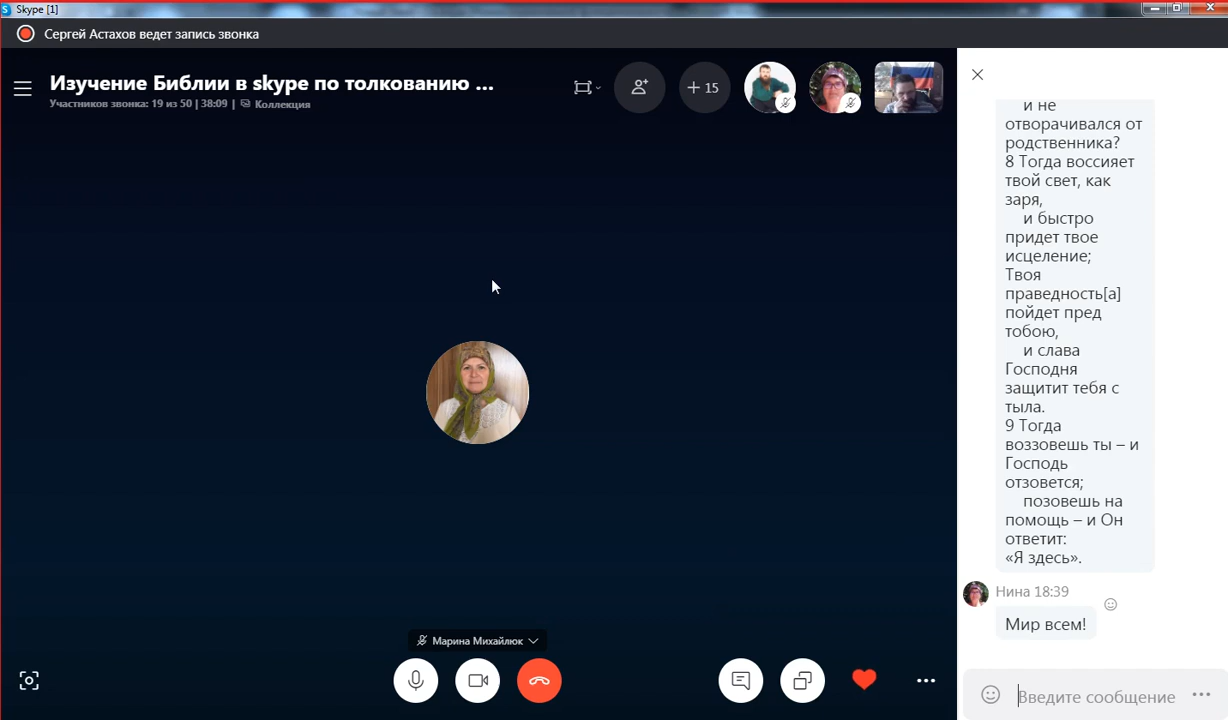 Skype [1]
Сергей Астахов ведет запись звонка
Изучение Библии в skype по толкованию ...
Участников звонка: 19 из 50 | 38:09 | Коллекция
+ 15
и не
отворачивался от
родственника?
8 Тогда воссияет
твой свет, как
заря,
и быстро
придет твое
исцеление;
Твоя
праведность[a]
пойдет пред
тобою,
и слава
Господня
защитит тебя с
тыла.
9 Тогда
воззовешь ты – и
Господь
отзовется;
позовешь на
помощь – и Он
ответит:
«Я здесь».
Нина 18:39
Мир всем!
Марина Михайлюк
Введите сообщение